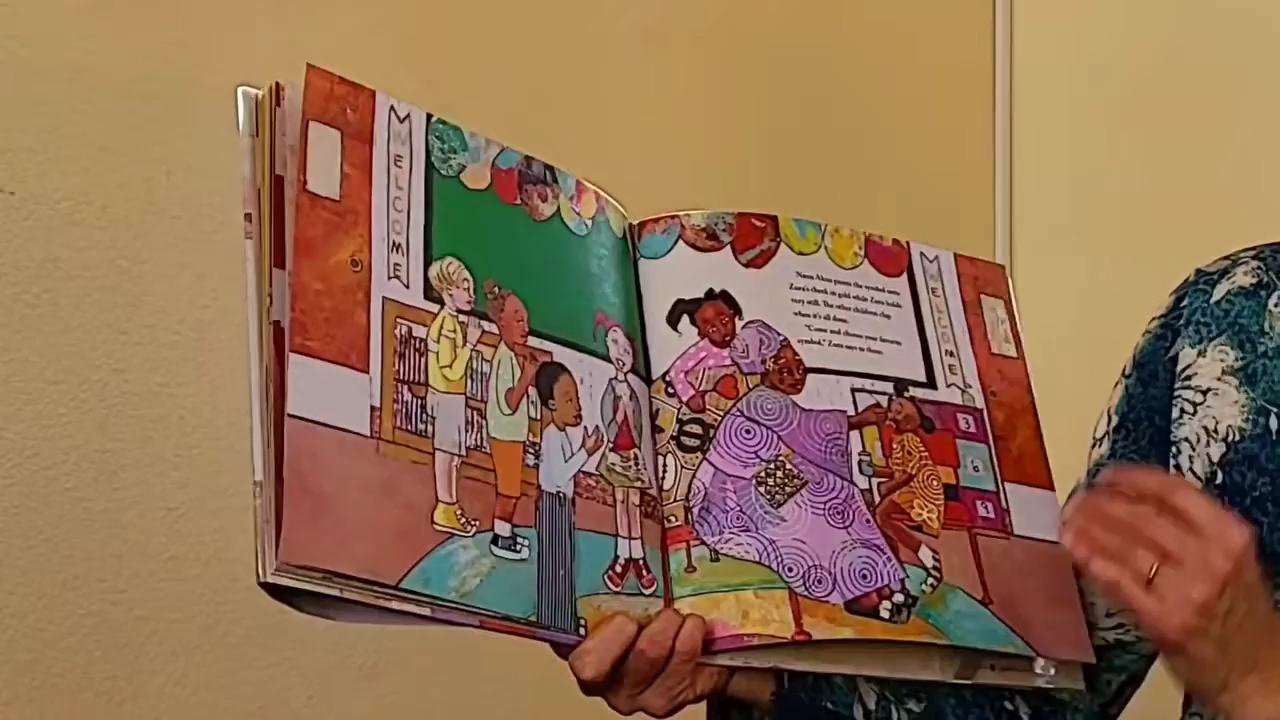 WELCOME
Nana Akua paints the symbol onto
Zura's cheek in gold while Zura holds
very still. The other children clap
when it's all done.
"Come and choose your favorite
symbol," Zura says to them.
WELCOME
3
6
9